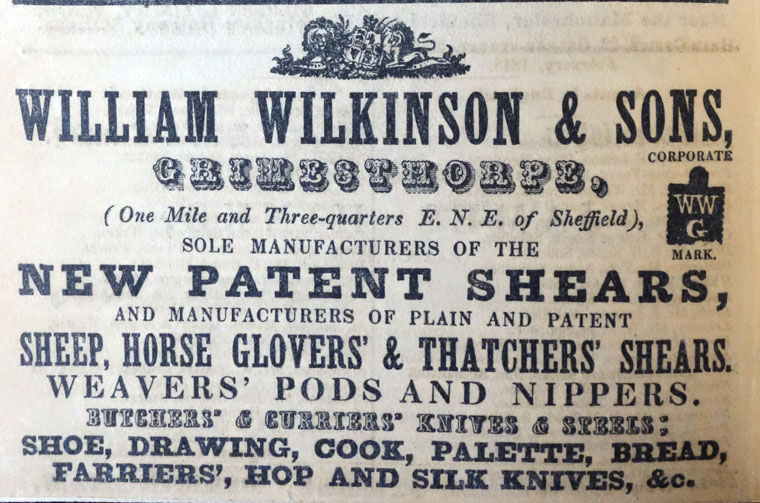 WILLIAM WILKINSON & SONS,
GRIMESTHORPE,
(One Mile and Three-quarters E. N. E. of Sheffield),
CORPORATE
WW
G
MARK.
SOLE MANUFACTURERS OF THE
NEW PATENT SHEARS,
AND MANUFACTURERS OF PLAIN AND PATENT
SHEEP, HORSE GLOVERS' & THATCHERS' SHEARS.
WEAVERS' PODS AND NIPPERS.
BUTCHERS' & CURRIERS' KNIVES & STEELS;
SHOE, DRAWING, COOK, PALETTE, BREAD,
FARRIERS', HOP AND SILK KNIVES, &c.